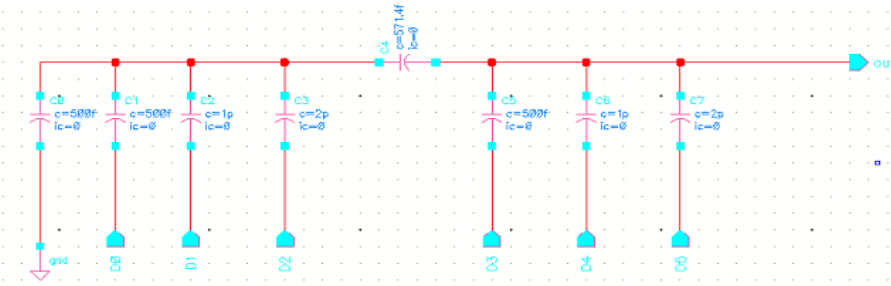 C4
c=571.4f
ic=0
ou
C0
c=500f
ic=0
C1
c=500f
ic=0
C2
c=1p
ic=0
C3
c=2p
ic=0
C5
c=500f
ic=0
C6
c=1p
ic=0
C7
c=2p
ic=0
gnd
D0
D1
D2
D3
D4
D5